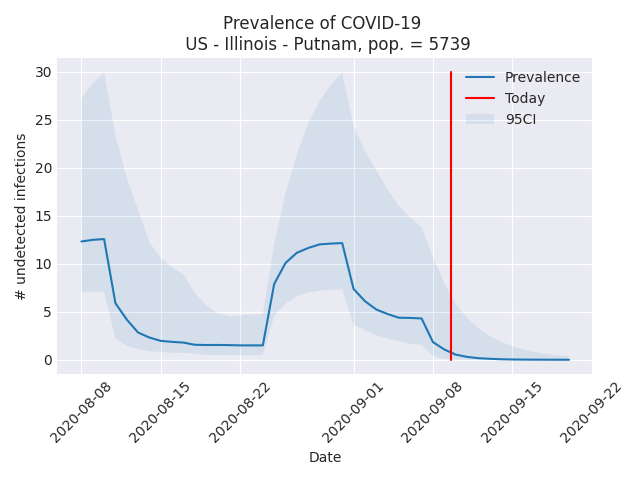 Prevalence of COVID-19
US - Illinois - Putnam, pop. = 5739
# undetected infections
30
25
20
15
10
5
0
Prevalence
Today
95CI
2020-08-08
2020-08-15
2020-08-22
2020-09-01
2020-09-08
2020-09-15
2020-09-22
Date